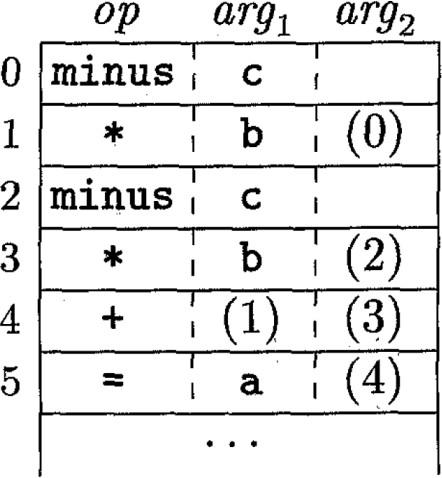 op arg1 arg2
0 minus c
1 * b (0)
2 minus c
3 * b (2)
4 + (1) (3)
5 = a (4)
...